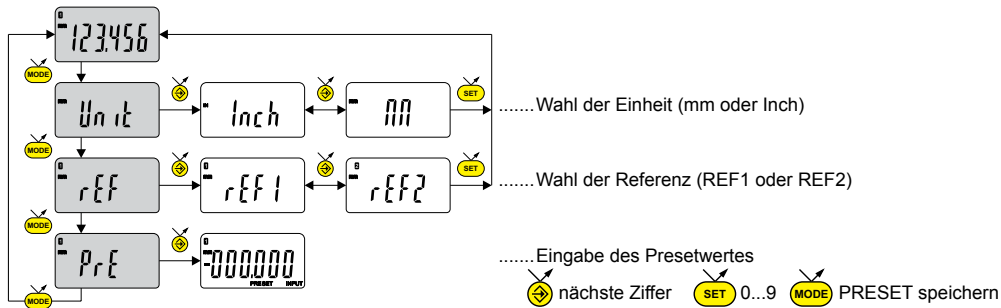 123.456
MODE
Unit
Inch
MM
SET
.......Wahl der Einheit (mm oder Inch)
MODE
rEF
rEF1
rEF2
SET
.......Wahl der Referenz (REF1 oder REF2)
MODE
PrE
-000.000
PRESET INPUT
.......Eingabe des Presetwertes
MODE
nächste Ziffer SET 0...9 MODE PRESET speichern